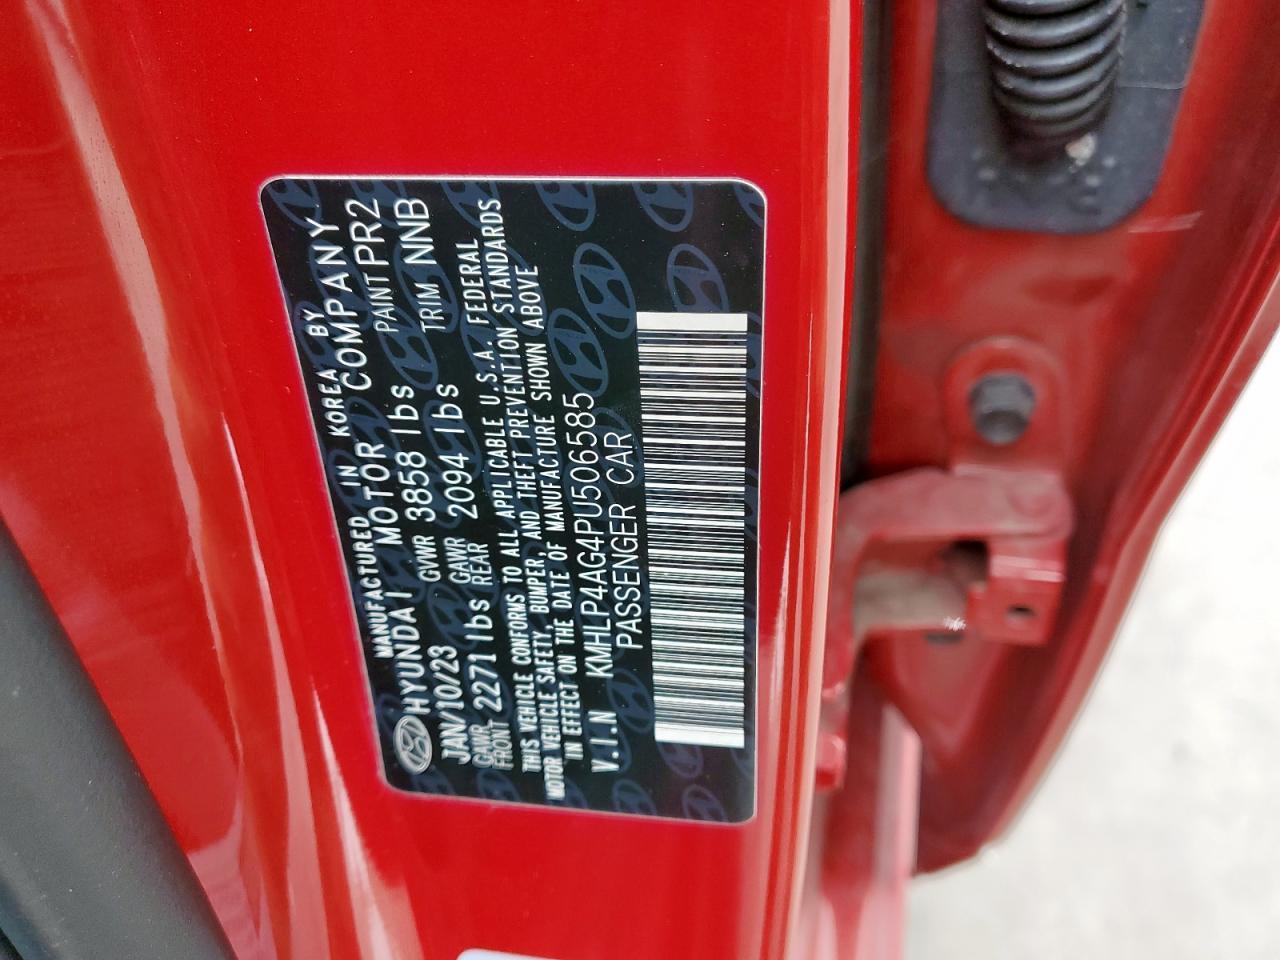 MANUFACTURED IN KOREA BY
HYUNDAI MOTOR COMPANY
JAN/10/23 GVWR 3858 lbs PAINT PR2
GAWR FRONT 2271 lbs GAWR REAR 2094 lbs TRIM NNB
THIS VEHICLE CONFORMS TO ALL APPLICABLE U.S.A. FEDERAL
MOTOR VEHICLE SAFETY, BUMPER, AND THEFT PREVENTION STANDARDS
IN EFFECT ON THE DATE OF MANUFACTURE SHOWN ABOVE
V.I.N KMHLP4AG4PU506585
PASSENGER CAR